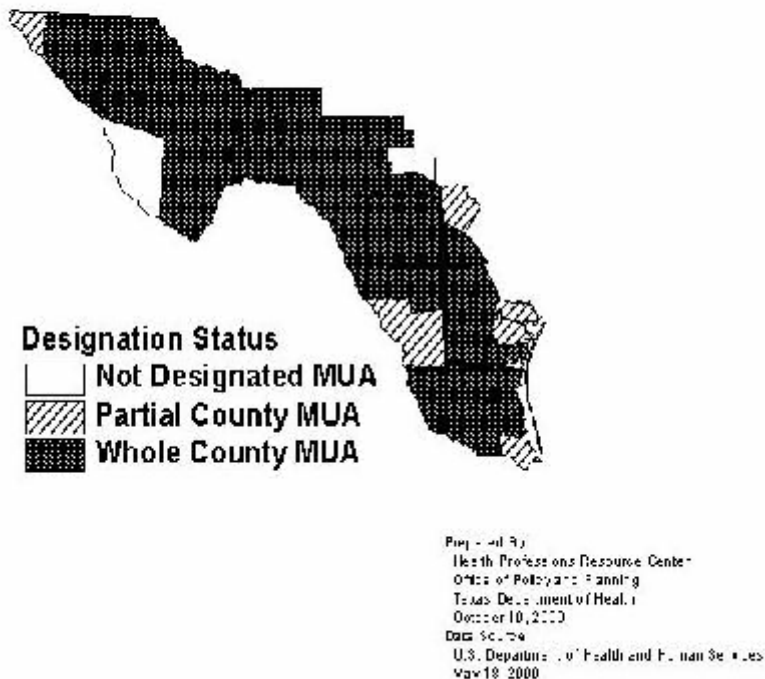 Designation Status
Not Designated MUA
Partial County MUA
Whole County MUA
Prepared By
Health Professions Resource Center
Office of Policy and Planning
Texas Department of Health
October 10, 2000
Data Source
U.S. Department of Health and Human Services
May 18 2000